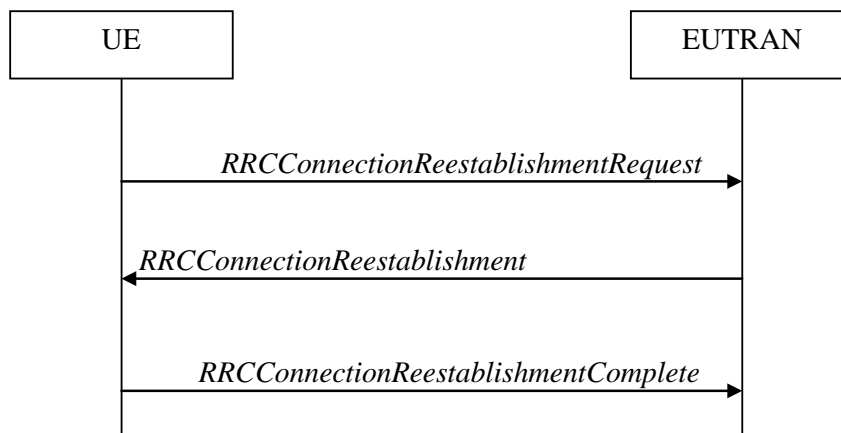 UE
EUTRAN
RRCConnectionReestablishmentRequest
RRCConnectionReestablishment
RRCConnectionReestablishmentComplete